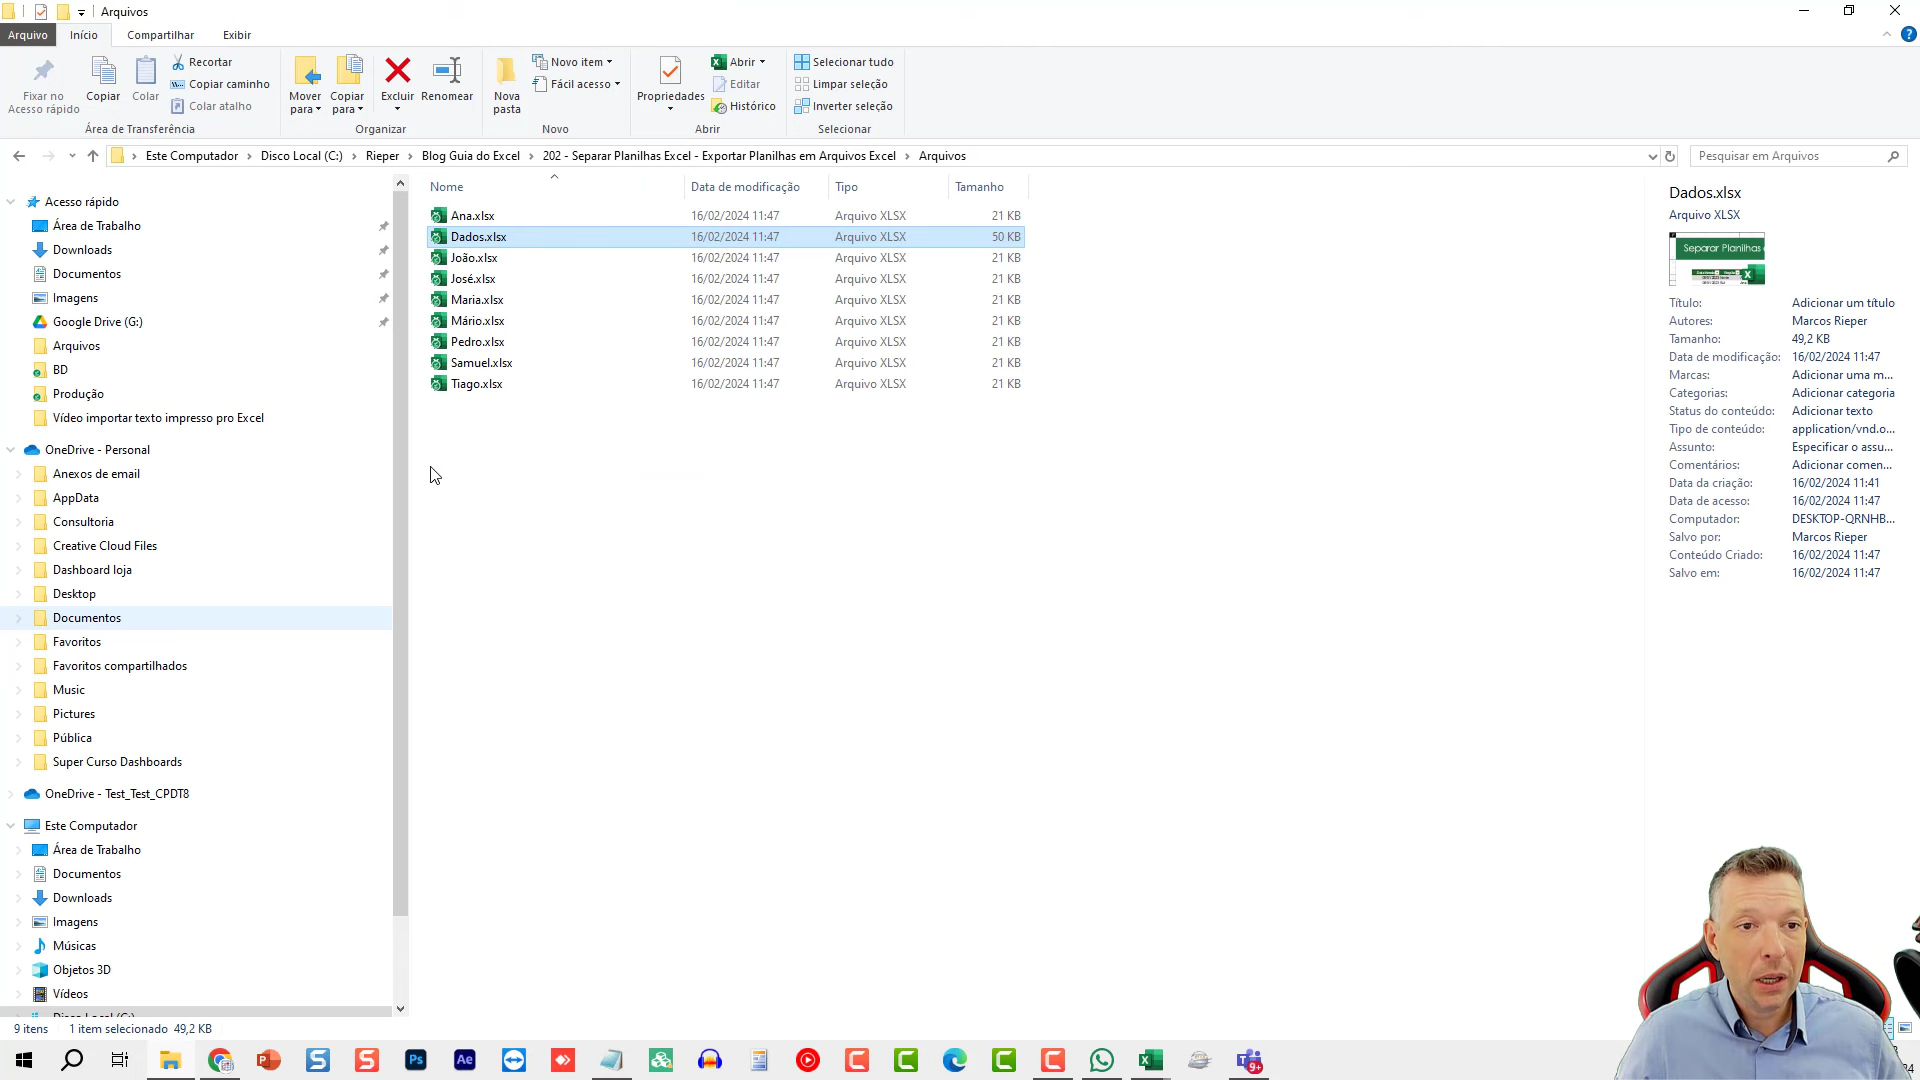 Arquivos
Arquivo Início Compartilhar Exibir
Fixar no Acesso rápido
Copiar
Colar
Recortar
Copiar caminho
Colar atalho
Área de Transferência
Mover para
Copiar para
Excluir
Renomear
Organizar
Nova pasta
Novo item
Fácil acesso
Novo
Propriedades
Abrir
Editar
Histórico
Abrir
Selecionar tudo
Limpar seleção
Inverter seleção
Selecionar
Este Computador > Disco Local (C:) > Rieper > Blog Guia do Excel > 202 - Separar Planilhas Excel - Exportar Planilhas em Arquivos Excel > Arquivos
Pesquisar em Arquivos
Acesso rápido
Área de Trabalho
Downloads
Documentos
Imagens
Google Drive (G:)
Arquivos
BD
Produção
Vídeo importar texto impresso pro Excel
OneDrive - Personal
Anexos de email
AppData
Consultoria
Creative Cloud Files
Dashboard loja
Desktop
Documentos
Favoritos
Favoritos compartilhados
Music
Pictures
Pública
Super Curso Dashboards
OneDrive - Test_Test_CPDT8
Este Computador
Área de Trabalho
Documentos
Downloads
Imagens
Músicas
Objetos 3D
Vídeos
Disco Local (C:)
Nome Data de modificação Tipo Tamanho
Ana.xlsx 16/02/2024 11:47 Arquivo XLSX 21 KB
Dados.xlsx 16/02/2024 11:47 Arquivo XLSX 50 KB
João.xlsx 16/02/2024 11:47 Arquivo XLSX 21 KB
José.xlsx 16/02/2024 11:47 Arquivo XLSX 21 KB
Maria.xlsx 16/02/2024 11:47 Arquivo XLSX 21 KB
Mário.xlsx 16/02/2024 11:47 Arquivo XLSX 21 KB
Pedro.xlsx 16/02/2024 11:47 Arquivo XLSX 21 KB
Samuel.xlsx 16/02/2024 11:47 Arquivo XLSX 21 KB
Tiago.xlsx 16/02/2024 11:47 Arquivo XLSX 21 KB
Dados.xlsx
Arquivo XLSX
Separar Planilhas
Título: Adicionar um título
Autores: Marcos Rieper
Tamanho: 49,2 KB
Data de modificação: 16/02/2024 11:47
Marcas: Adicionar uma m...
Categorias: Adicionar categoria
Status do conteúdo: Adicionar texto
Tipo de conteúdo: application/vnd.o...
Assunto: Especificar o assu...
Comentários: Adicionar comen...
Data da criação: 16/02/2024 11:41
Data de acesso: 16/02/2024 11:47
Computador: DESKTOP-QRNHB...
Salvo por: Marcos Rieper
Conteúdo Criado: 16/02/2024 11:47
Salvo em: 16/02/2024 11:47
9 itens 1 item selecionado 49,2 KB